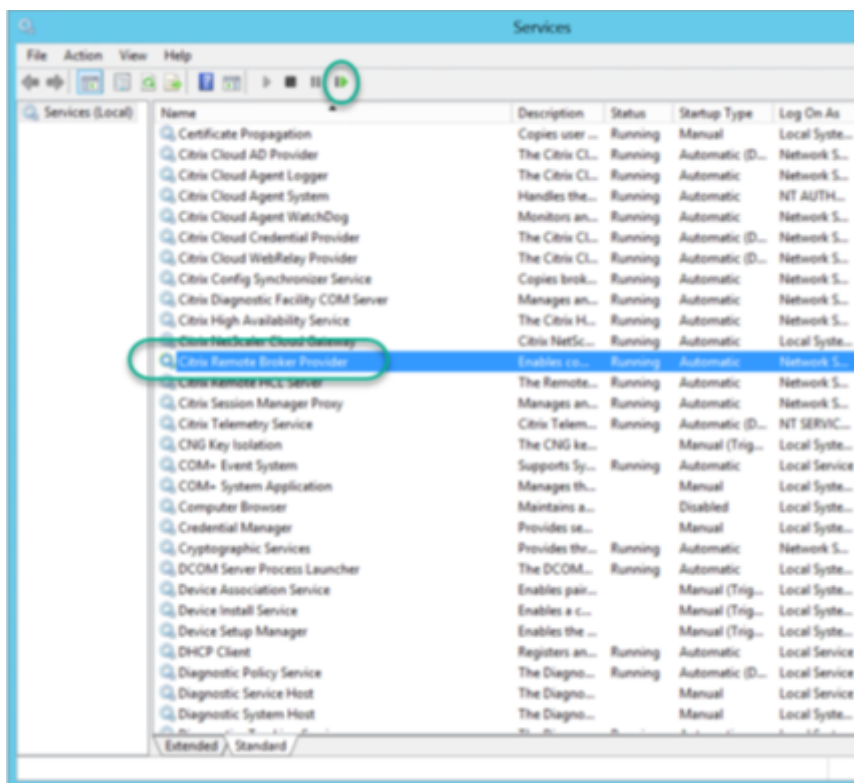 Services
File Action View Help
Services (Local)
Name Description Status Startup Type Log On As
Certificate Propagation Copies user ... Running Manual Local Syste...
Citrix Cloud AD Provider The Citrix Cl... Running Automatic (D... Network S...
Citrix Cloud Agent Logger The Citrix Cl... Running Automatic Network S...
Citrix Cloud Agent System Handles the... Running Automatic NT AUTH...
Citrix Cloud Agent WatchDog Monitors an... Running Automatic Network S...
Citrix Cloud Credential Provider The Citrix Cl... Running Automatic (D... Network S...
Citrix Cloud WebRelay Provider The Citrix Cl... Running Automatic (D... Network S...
Citrix Config Synchronizer Service Copies brok... Running Automatic Network S...
Citrix Diagnostic Facility COM Server Manages an... Running Automatic Network S...
Citrix High Availability Service The Citrix H... Running Automatic Network S...
Citrix NetScaler Cloud Gateway Citrix NetSc... Running Automatic Local Syste...
Citrix Remote Broker Provider Enables co... Running Automatic Network S...
Citrix Remote HCL Server The Remote... Running Automatic Network S...
Citrix Session Manager Proxy Manages an... Running Automatic Network S...
Citrix Telemetry Service Citrix Telem... Running Automatic (D... NT SERVIC...
CNG Key Isolation The CNG ke... Manual (Trig... Local Syste...
COM+ Event System Supports Sy... Running Automatic Local Service
COM+ System Application Manages th... Manual Local Syste...
Computer Browser Maintains a... Disabled Local Syste...
Credential Manager Provides se... Manual Local Syste...
Cryptographic Services Provides thr... Running Automatic Network S...
DCOM Server Process Launcher The DCOM... Running Automatic Local Syste...
Device Association Service Enables pair... Manual (Trig... Local Syste...
Device Install Service Enables a c... Manual (Trig... Local Syste...
Device Setup Manager Enables the ... Manual (Trig... Local Syste...
DHCP Client Registers an... Running Automatic Local Service
Diagnostic Policy Service The Diagno... Running Automatic (D... Local Service
Diagnostic Service Host The Diagno... Manual Local Service
Diagnostic System Host The Diagno... Manual Local Syste...
Extended Standard